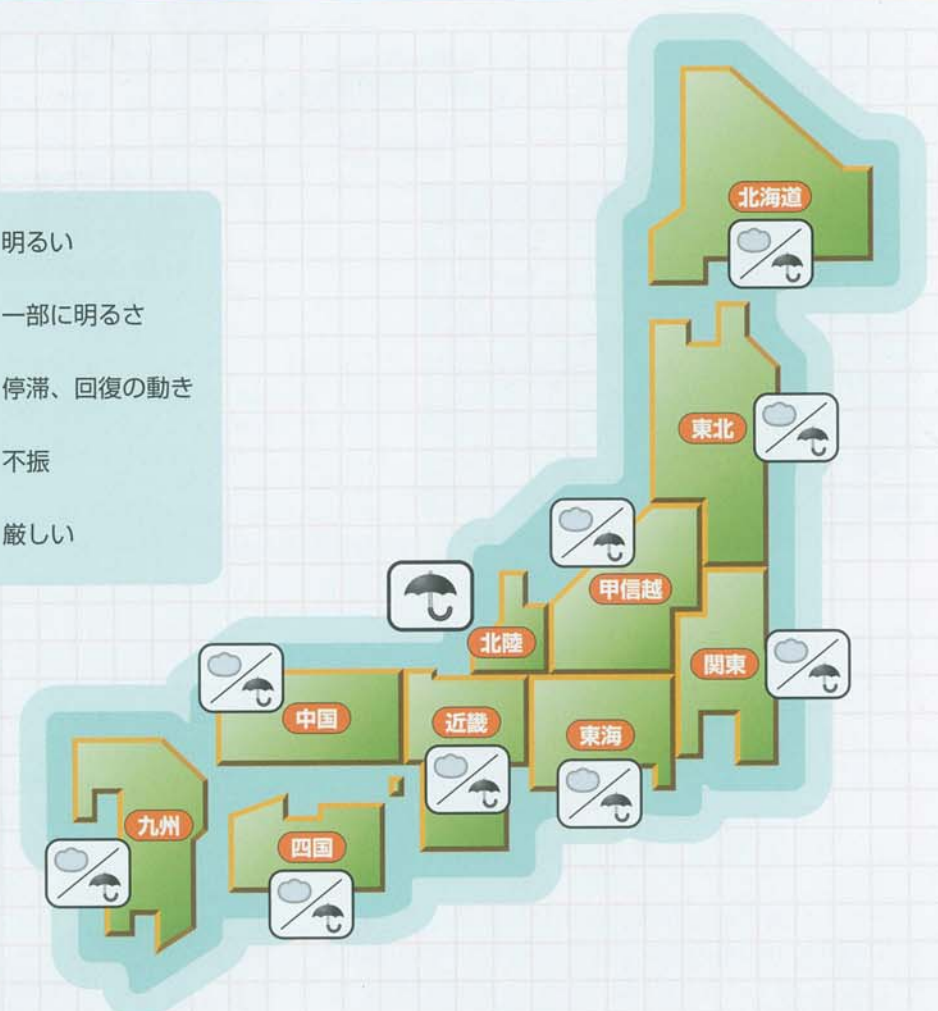 明るい
一部に明るさ
停滞、回復の動き
不振
厳しい
北海道
東北
甲信越
北陸
関東
中国
近畿
東海
九州
四国